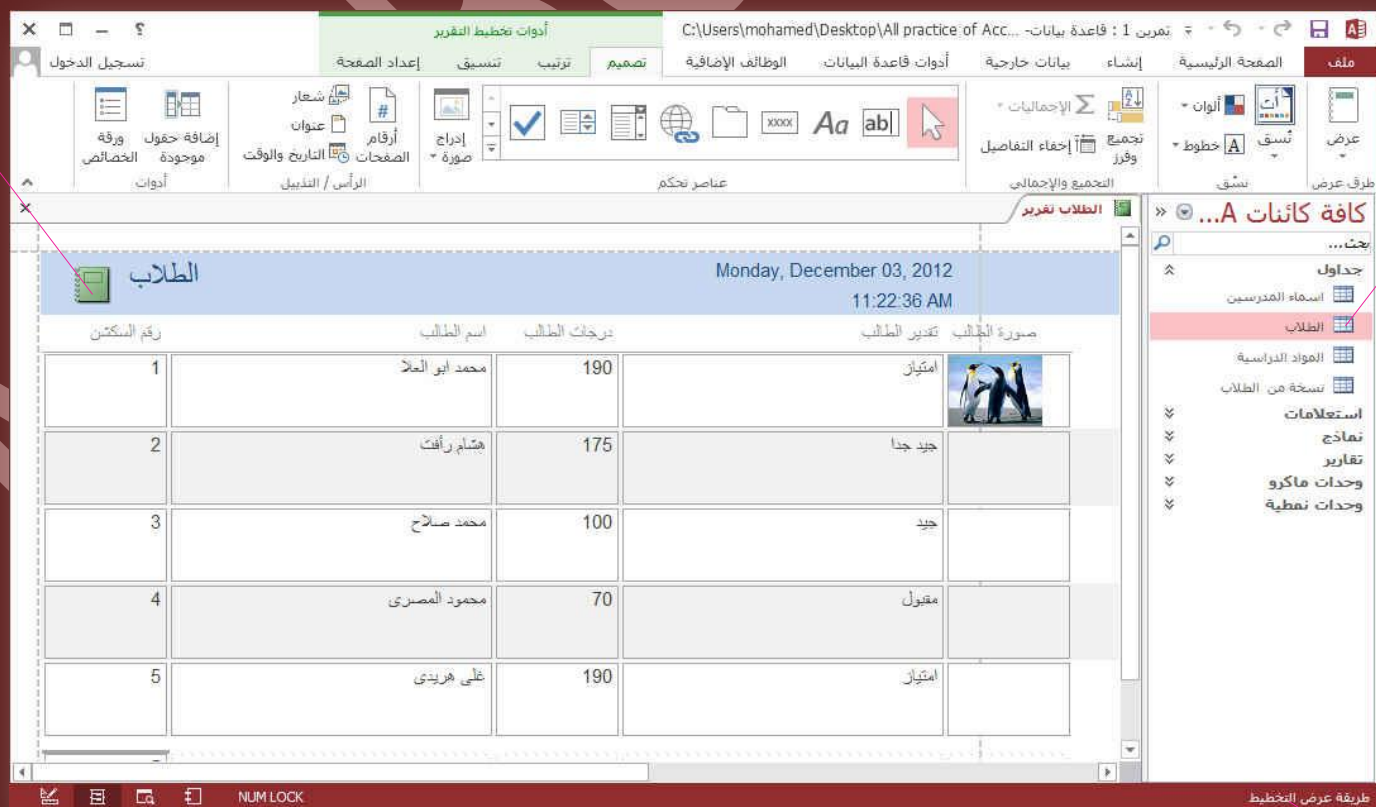 تمرين 1 : قاعدة بيانات- ...C:\Users\mohamed\Desktop\All practice of Acc
أدوات تخطيط التقرير
؟
ملف
الصفحة الرئيسية
إنشاء
بيانات خارجية
أدوات قاعدة البيانات
الوظائف الإضافية
تصميم
ترتيب
تنسيق
إعداد الصفحة
تسجيل الدخول
عرض
طرق عرض
نُسق
ألوان
خطوط
نسق
تجميع وفرز
الإجماليات
إخفاء التفاصيل
التجميع والإجمالي
ab
Aa
xxxx
عناصر تحكم
إدراج صورة
أرقام الصفحات
شعار
عنوان
التاريخ والوقت
الرأس / التذييل
إضافة حقول موجودة
ورقة الخصائص
أدوات
كافة كائنات A...
بحث...
جداول
اسماء المدرسين
الطلاب
المواد الدراسية
نسخة من الطلاب
استعلامات
نماذج
تقارير
وحدات ماكرو
وحدات نمطية
الطلاب تقرير
الطلاب
Monday, December 03, 2012
11:22:36 AM
رقم السكشن اسم الطالب درجات الطالب تقدير الطالب صورة الطالب
1 محمد ابو العلا 190 امتياز
2 هشام رأفت 175 جيد جدا
3 محمد صلاح 100 جيد
4 محمود المصرى 70 مقبول
5 على هريدى 190 امتياز
طريقة عرض التخطيط
NUM LOCK